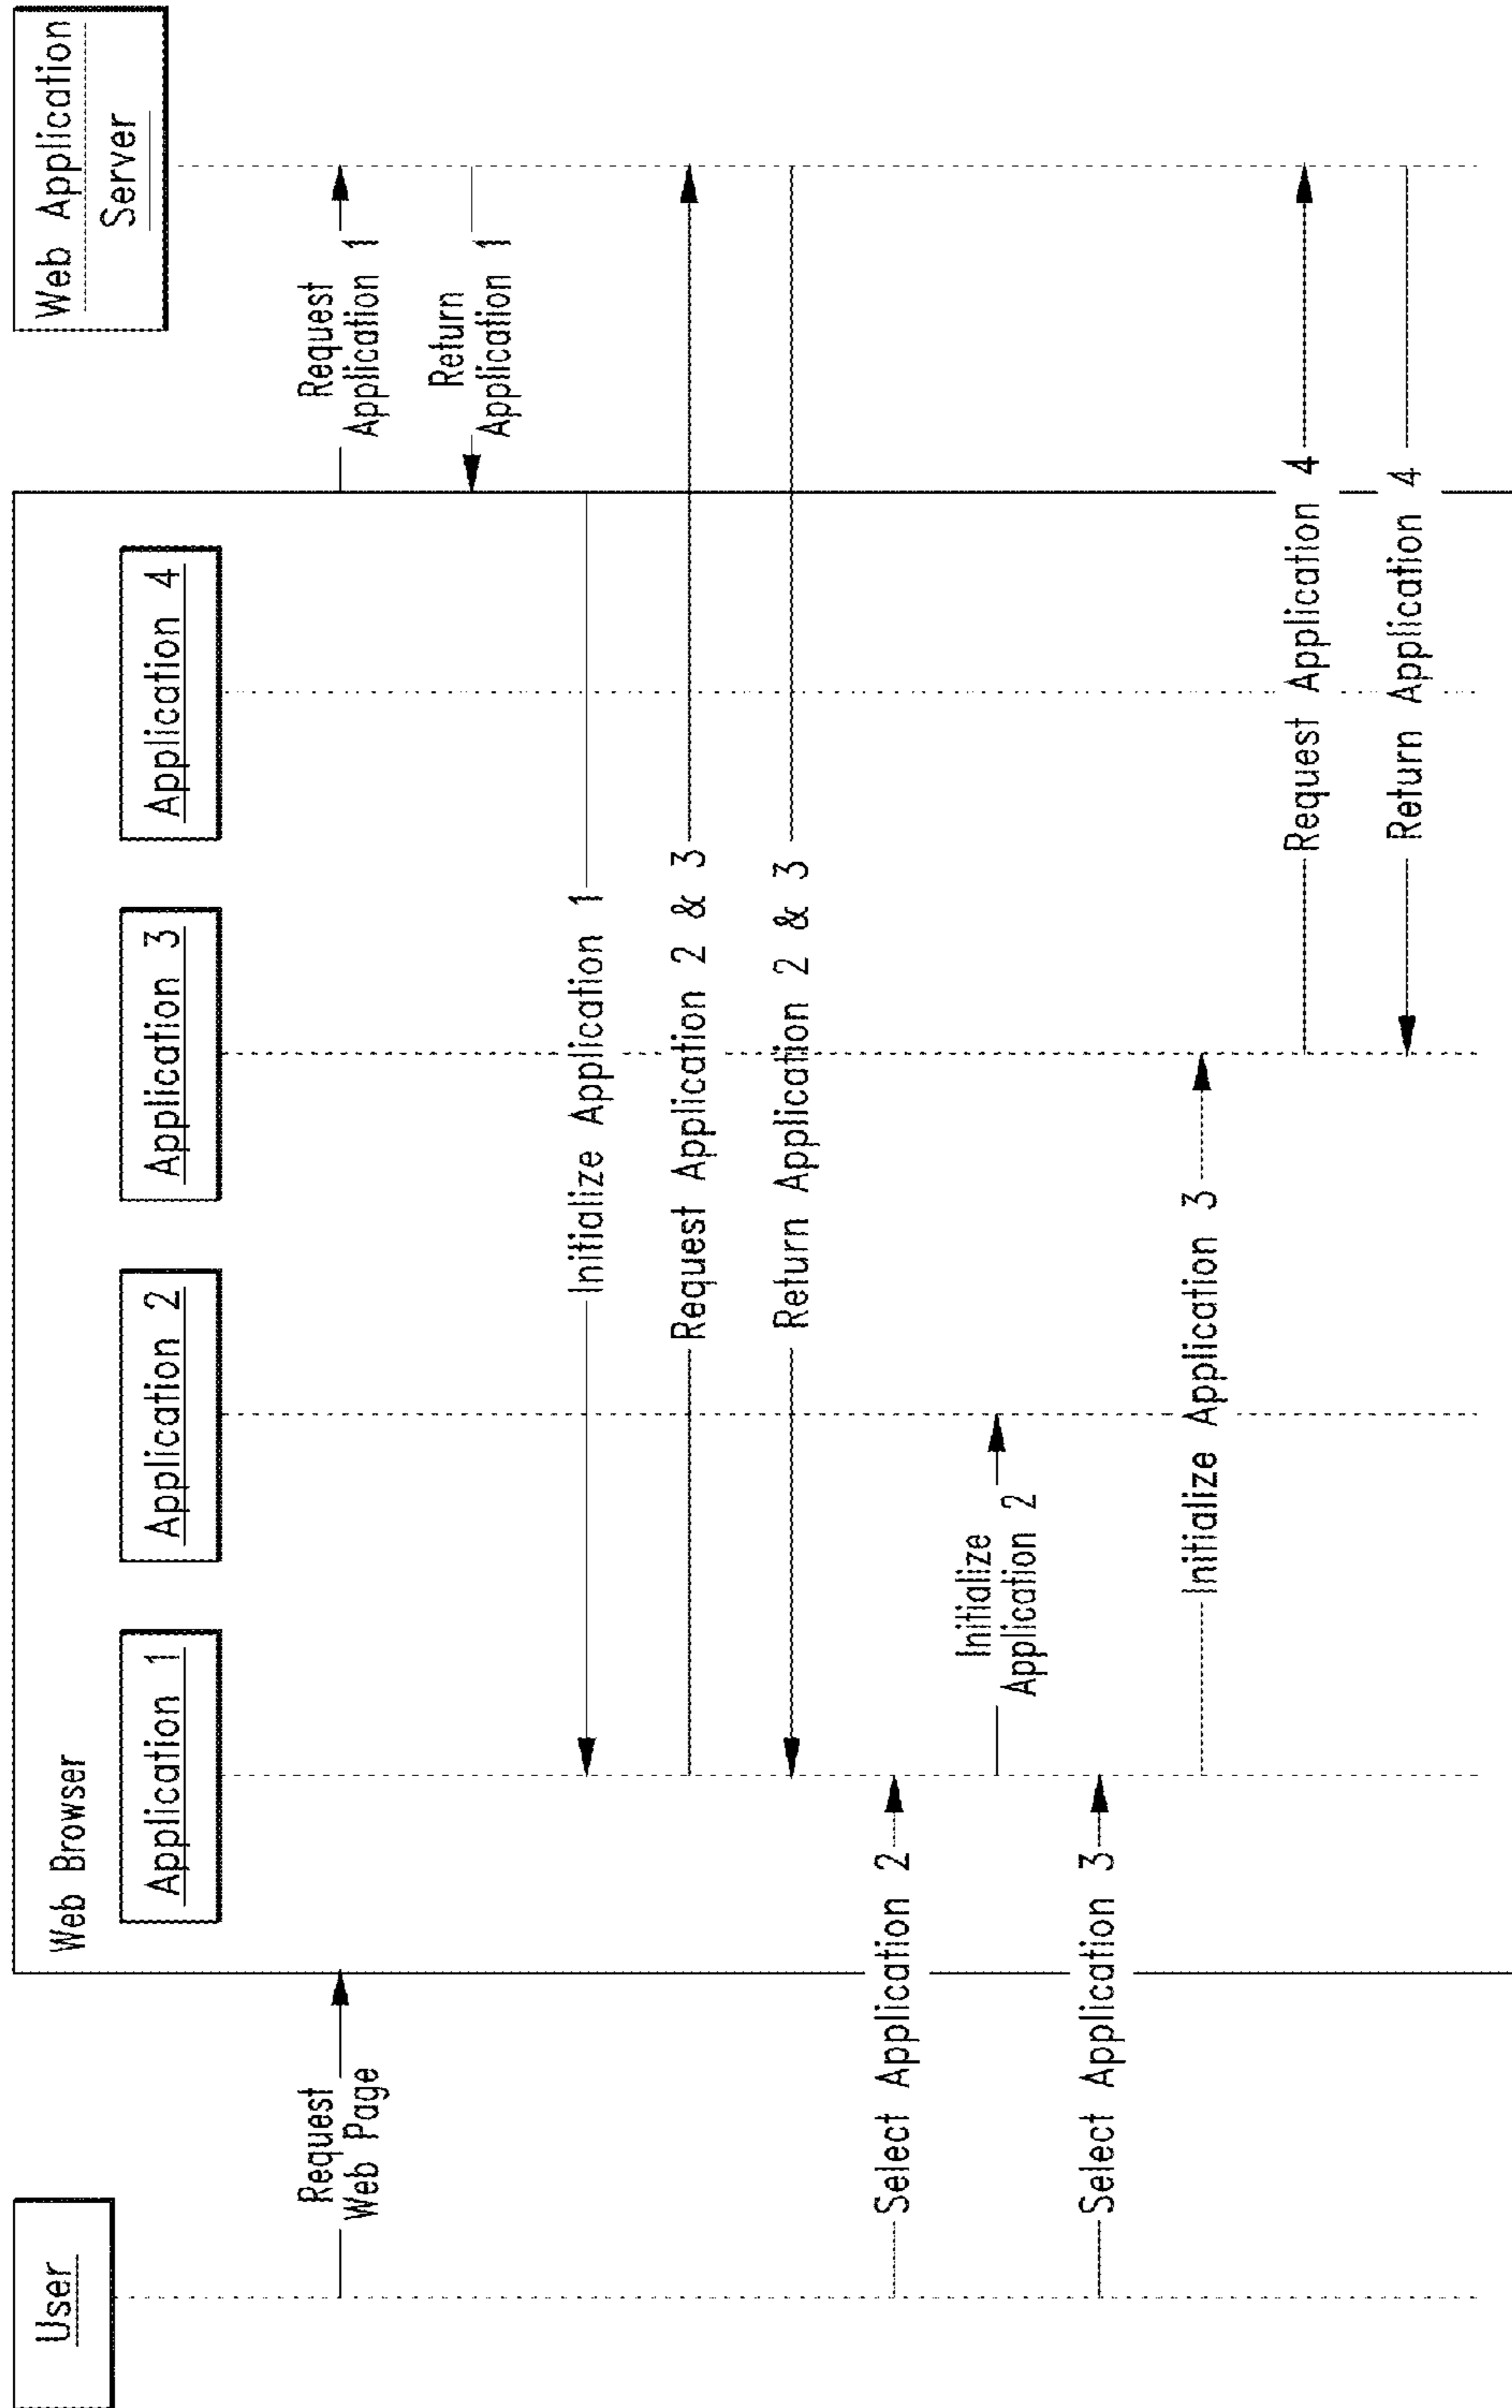 User
Web Browser
Application 1
Application 2
Application 3
Application 4
Web Application
Server
Request
Web Page
Request
Application 1
Return
Application 1
Initialize Application 1
Request Application 2 & 3
Return Application 2 & 3
Select Application 2
Initialize
Application 2
Select Application 3
Initialize Application 3
Request Application 4
Return Application 4